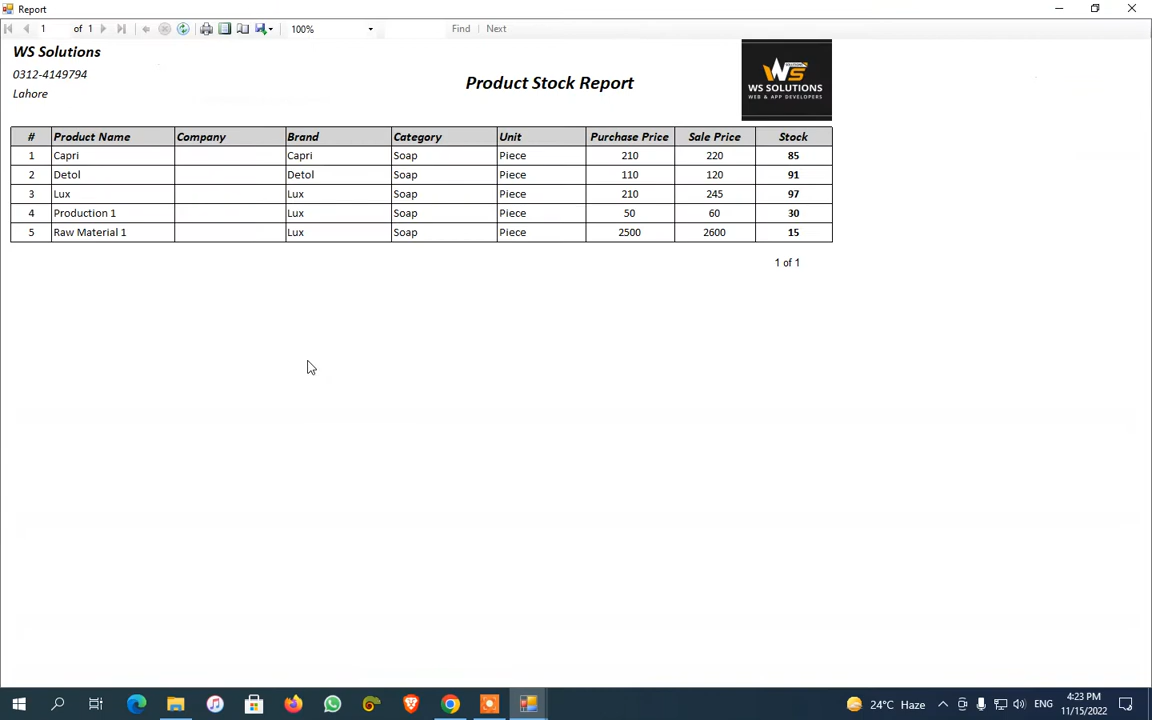 Report
1 of 1 100% Find Next
WS Solutions
0312-4149794
Lahore
Product Stock Report
WS
SOLUTIONS
WS SOLUTIONS
WEB & APP DEVELOPERS
# Product Name Company Brand Category Unit Purchase Price Sale Price Stock
1 Capri Capri Soap Piece 210 220 85
2 Detol Detol Soap Piece 110 120 91
3 Lux Lux Soap Piece 210 245 97
4 Production 1 Lux Soap Piece 50 60 30
5 Raw Material 1 Lux Soap Piece 2500 2600 15
1 of 1
24°C Haze ENG 4:23 PM
11/15/2022